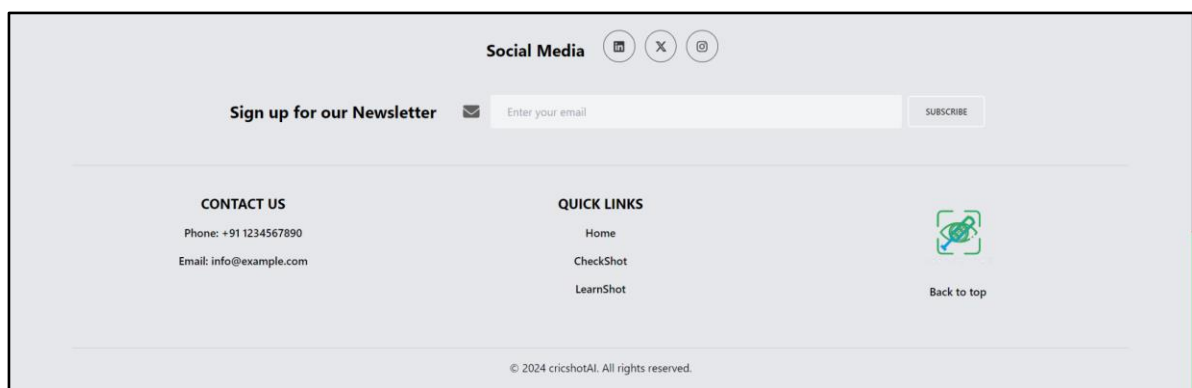 Social Media
Sign up for our Newsletter
Enter your email
SUBSCRIBE
CONTACT US
Phone: +91 1234567890
Email: info@example.com
QUICK LINKS
Home
CheckShot
LearnShot
Back to top
© 2024 cricshotAI. All rights reserved.